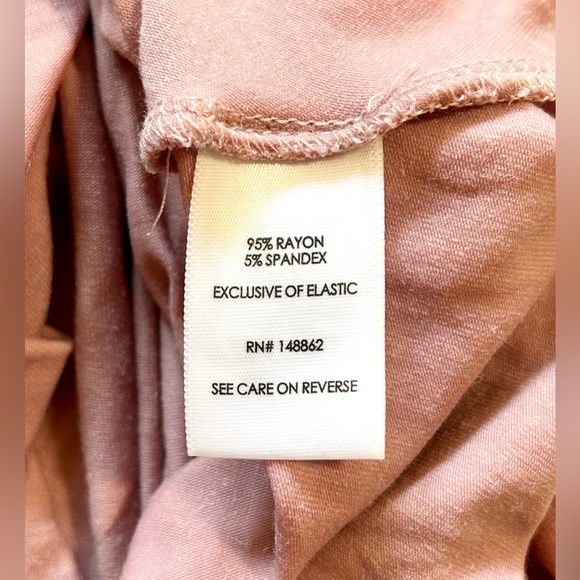 95% RAYON
5% SPANDEX
EXCLUSIVE OF ELASTIC
RN# 148862
SEE CARE ON REVERSE